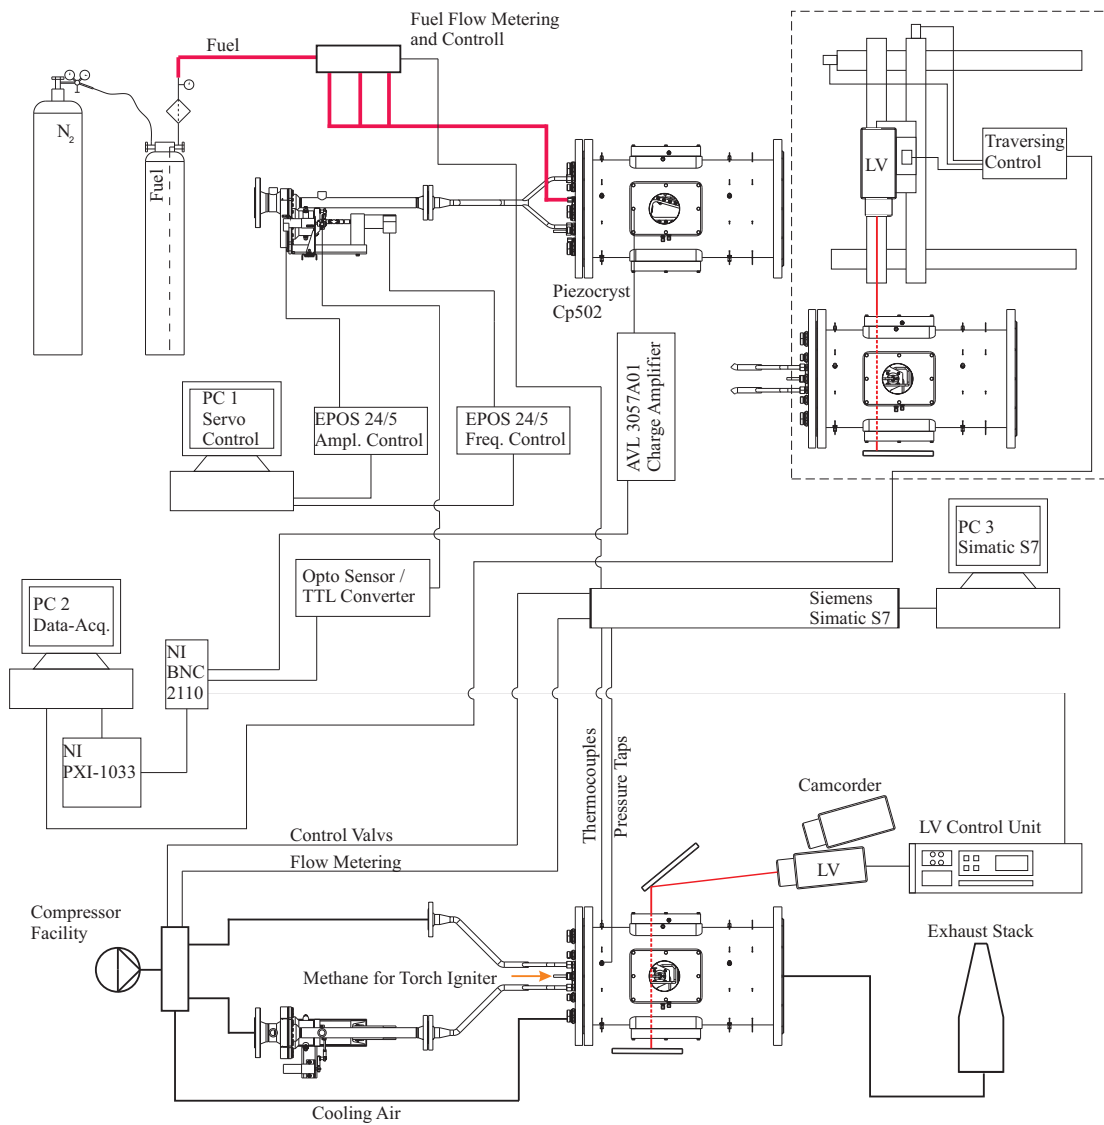 Fuel Flow Metering
and Controll
Fuel
N2
Fuel
LV
Traversing
Control
Piezocryst
Cp502
AVL 3057A01
Charge Amplifier
PC 1
Servo
Control
EPOS 24/5
Ampl. Control
EPOS 24/5
Freq. Control
PC 3
Simatic S7
Opto Sensor /
TTL Converter
Siemens
Simatic S7
PC 2
Data-Acq.
NI
BNC
2110
NI
PXI-1033
Thermocouples
Pressure Taps
Camcorder
LV Control Unit
LV
Control Valvs
Flow Metering
Compressor
Facility
Exhaust Stack
Methane for Torch Igniter
Cooling Air